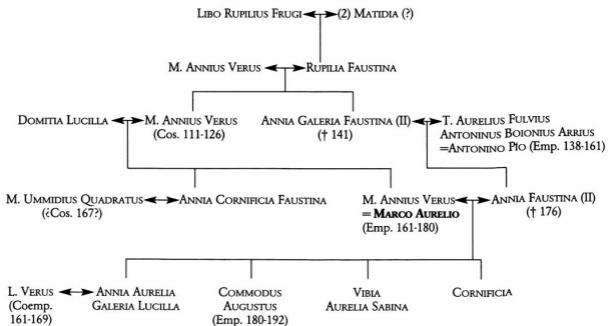 LIBO RUPILIUS FRUGI (2) MATIDIA (?)
M. ANNIUS VERUS RUPILIA FAUSTINA
DOMITIA LUCILLA M. ANNIUS VERUS ANNIA GALERIA FAUSTINA (II) T. AURELIUS FULVIUS
(Cos. 111-126) († 141) ANTONINUS BOIONIUS ARRIUS
=ANTONINO PÍO (Emp. 138-161)
M. UMMIDIUS QUADRATUS ANNIA CORNIFICIA FAUSTINA M. ANNIUS VERUS ANNIA FAUSTINA (II)
(¿Cos. 167?) = MARCO AURELIO († 176)
(Emp. 161-180)
L. VERUS ANNIA AURELIA COMMODUS VIBIA CORNIFICIA
(Coemp. GALERIA LUCILLA AUGUSTUS AURELIA SABINA
161-169) (Emp. 180-192)